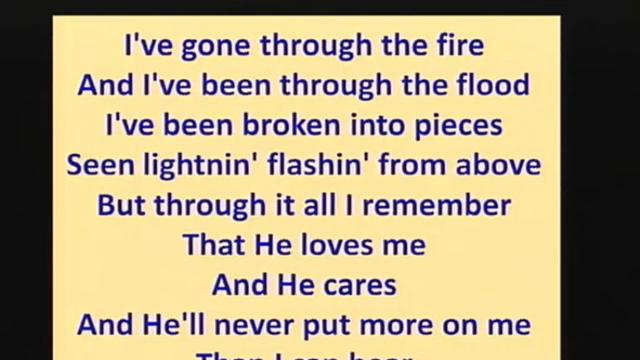 I've gone through the fire
And I've been through the flood
I've been broken into pieces
Seen lightnin' flashin' from above
But through it all I remember
That He loves me
And He cares
And He'll never put more on me
Than I can bear